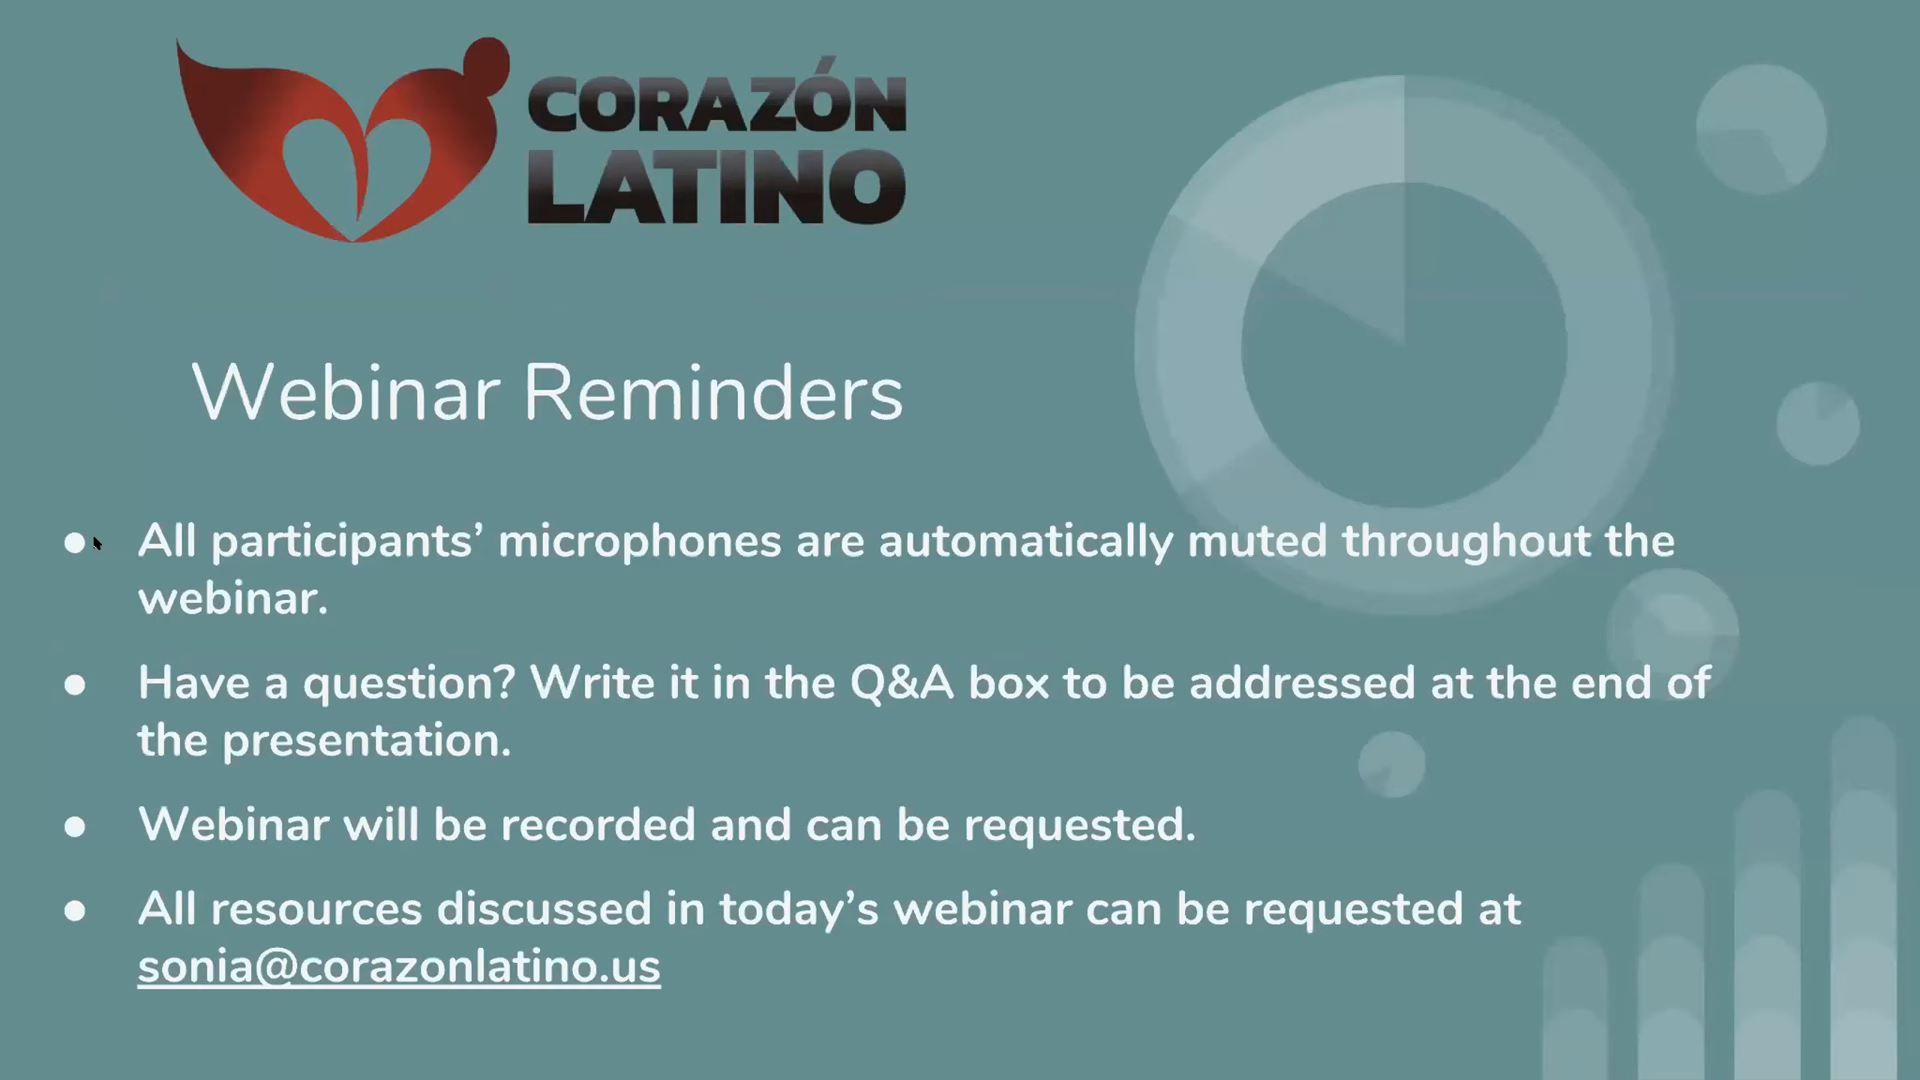 CORAZÓN
LATINO
Webinar Reminders
● All participants’ microphones are automatically muted throughout the
webinar.
● Have a question? Write it in the Q&A box to be addressed at the end of
the presentation.
● Webinar will be recorded and can be requested.
● All resources discussed in today’s webinar can be requested at
sonia@corazonlatino.us